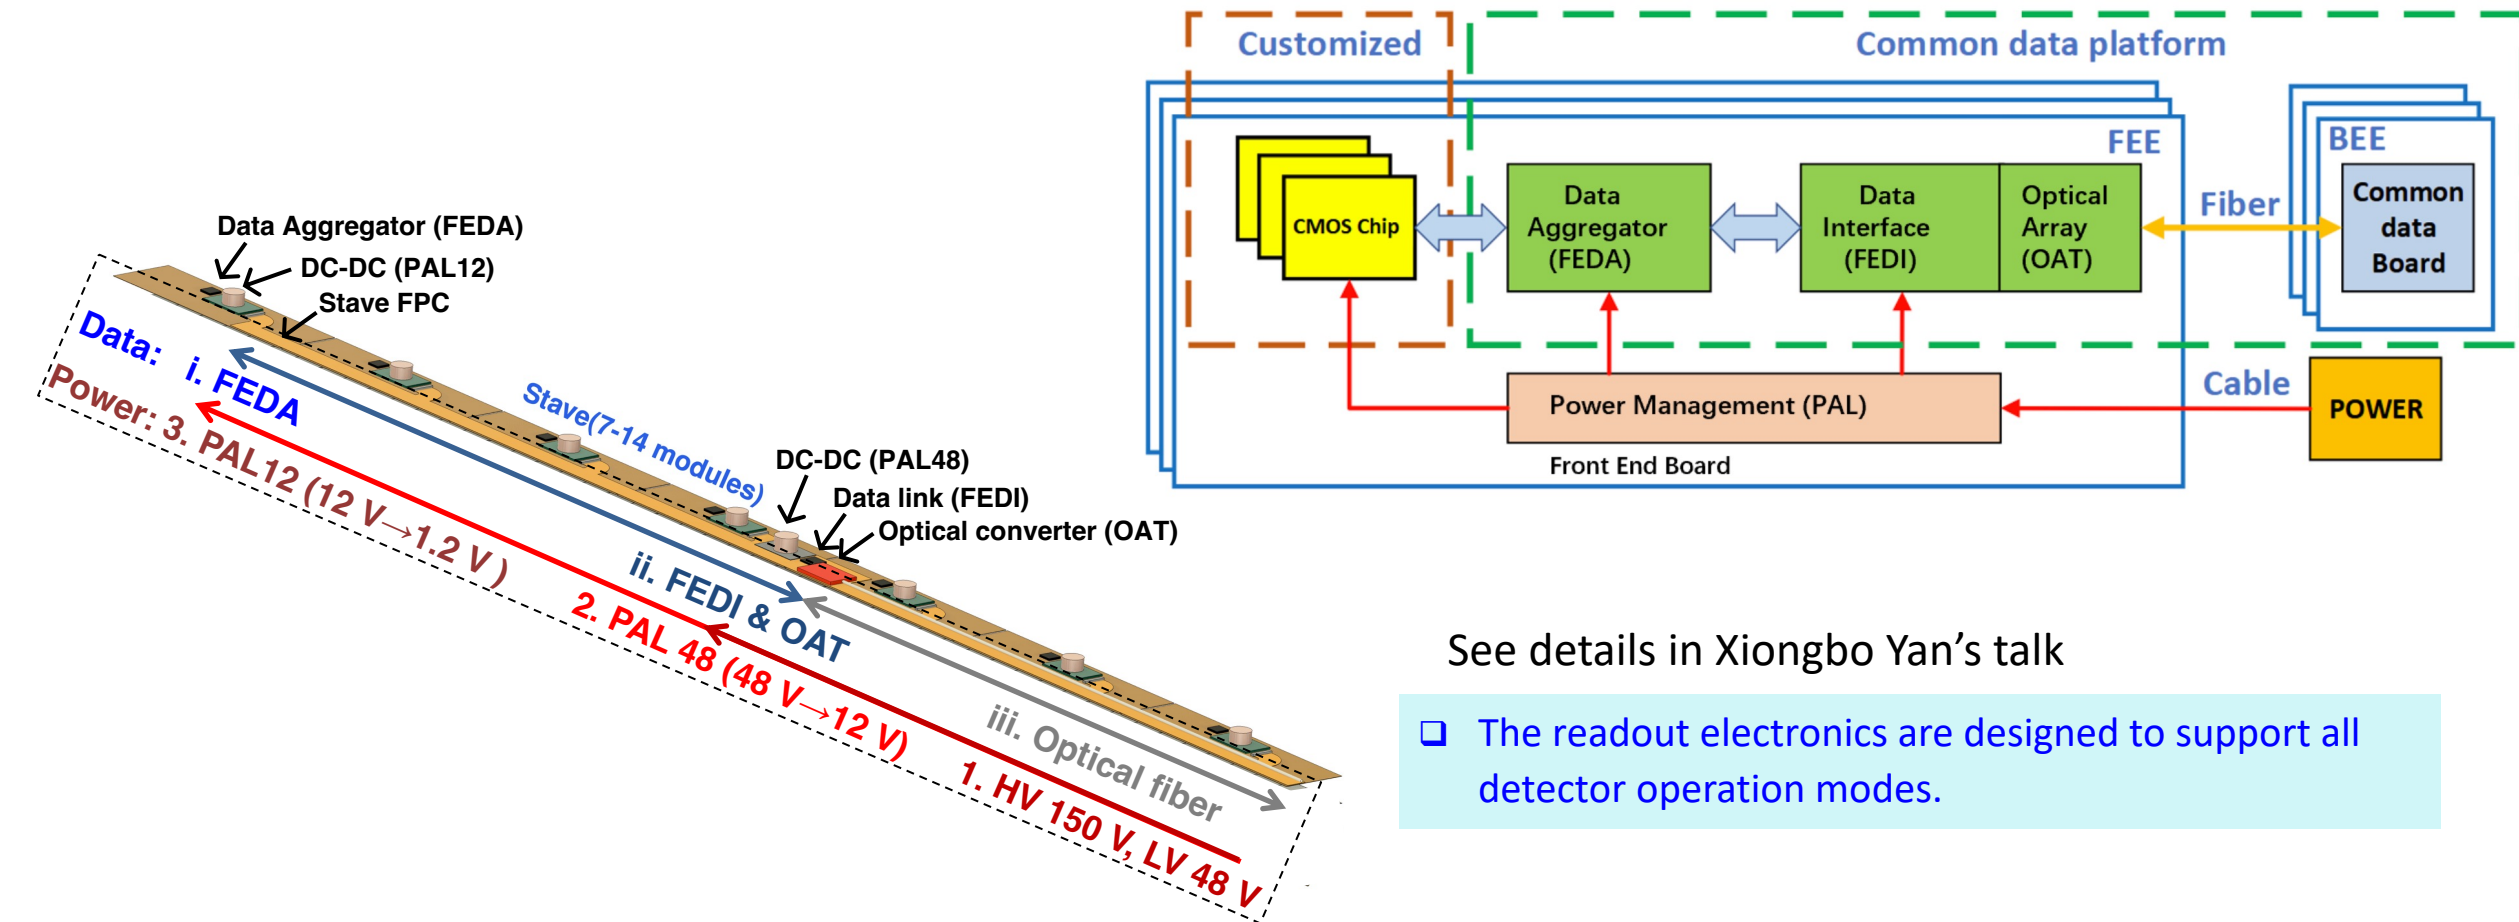 Data Aggregator (FEDA)
DC-DC (PAL12)
Stave FPC
Data: i. FEDA
Power: 3. PAL12 (12 V→1.2 V )
Stave(7-14 modules)
DC-DC (PAL48)
Data link (FEDI)
Optical converter (OAT)
ii. FEDI & OAT
2. PAL 48 (48 V→12 V)
iii. Optical fiber
1. HV 150 V, LV 48 V
Customized
Common data platform
FEE
BEE
CMOS Chip
Data
Aggregator
(FEDA)
Data
Interface
(FEDI)
Optical
Array
(OAT)
Fiber
Common
data
Board
Power Management (PAL)
Cable
POWER
Front End Board
See details in Xiongbo Yan’s talk
❑ The readout electronics are designed to support all
detector operation modes.